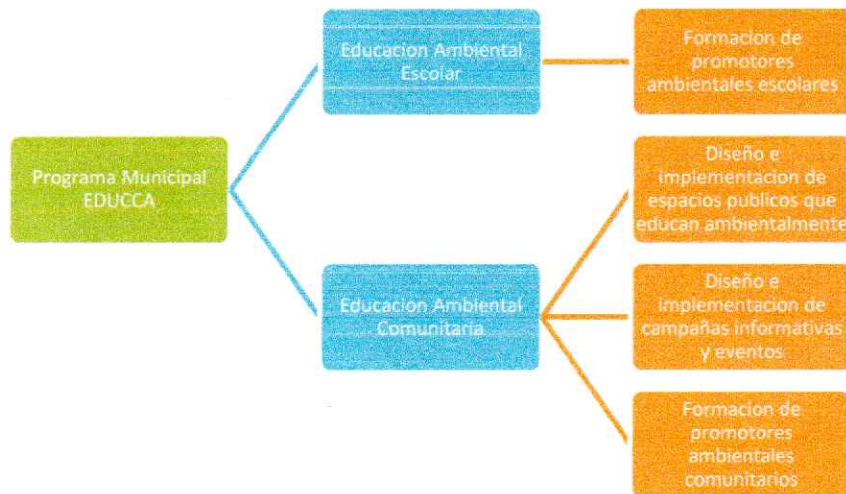 Programa Municipal
EDUCCA
Educacion Ambiental
Escolar
Formacion de
promotores
ambientales escolares
Educacion Ambiental
Comunitaria
Diseño e
implementacion de
espacios publicos que
educan ambientalmente
Diseño e
implementacion de
campañas informativas
y eventos
Formacion de
promotores
ambientales
comunitarios